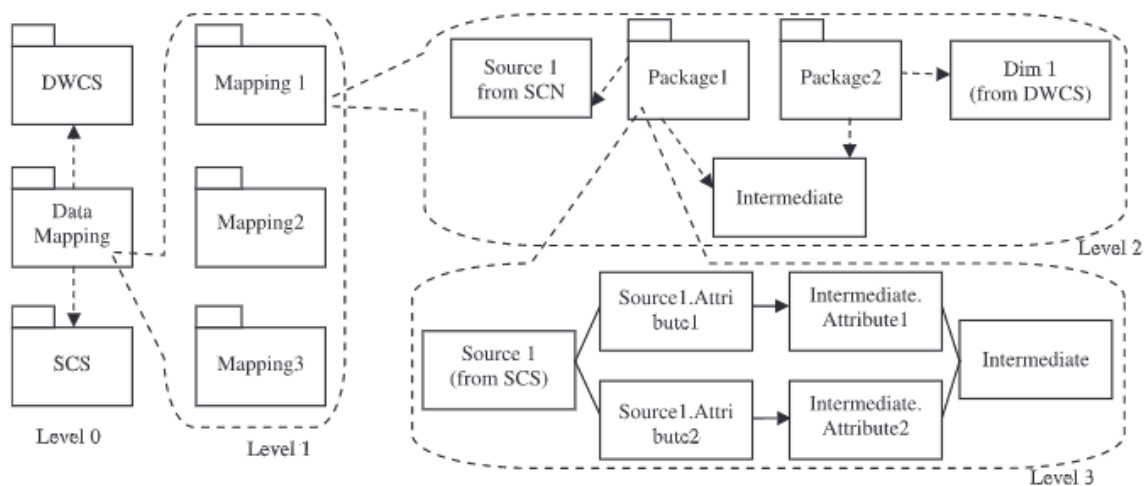 DWCS
Data
Mapping
SCS
Level 0
Mapping 1
Mapping2
Mapping3
Level 1
Source 1
from SCN
Package1
Package2
Dim 1
(from DWCS)
Intermediate
Level 2
Source 1
(from SCS)
Source1.Attri
bute1
Intermediate.
Attribute1
Source1.Attri
bute2
Intermediate.
Attribute2
Intermediate
Level 3